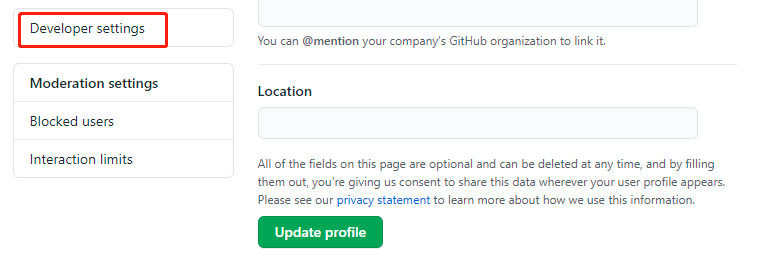 Developer settings
Moderation settings
Blocked users
Interaction limits
You can @mention your company's GitHub organization to link it.
Location
All of the fields on this page are optional and can be deleted at any time, and by filling
them out, you're giving us consent to share this data wherever your user profile appears.
Please see our privacy statement to learn more about how we use this information.
Update profile